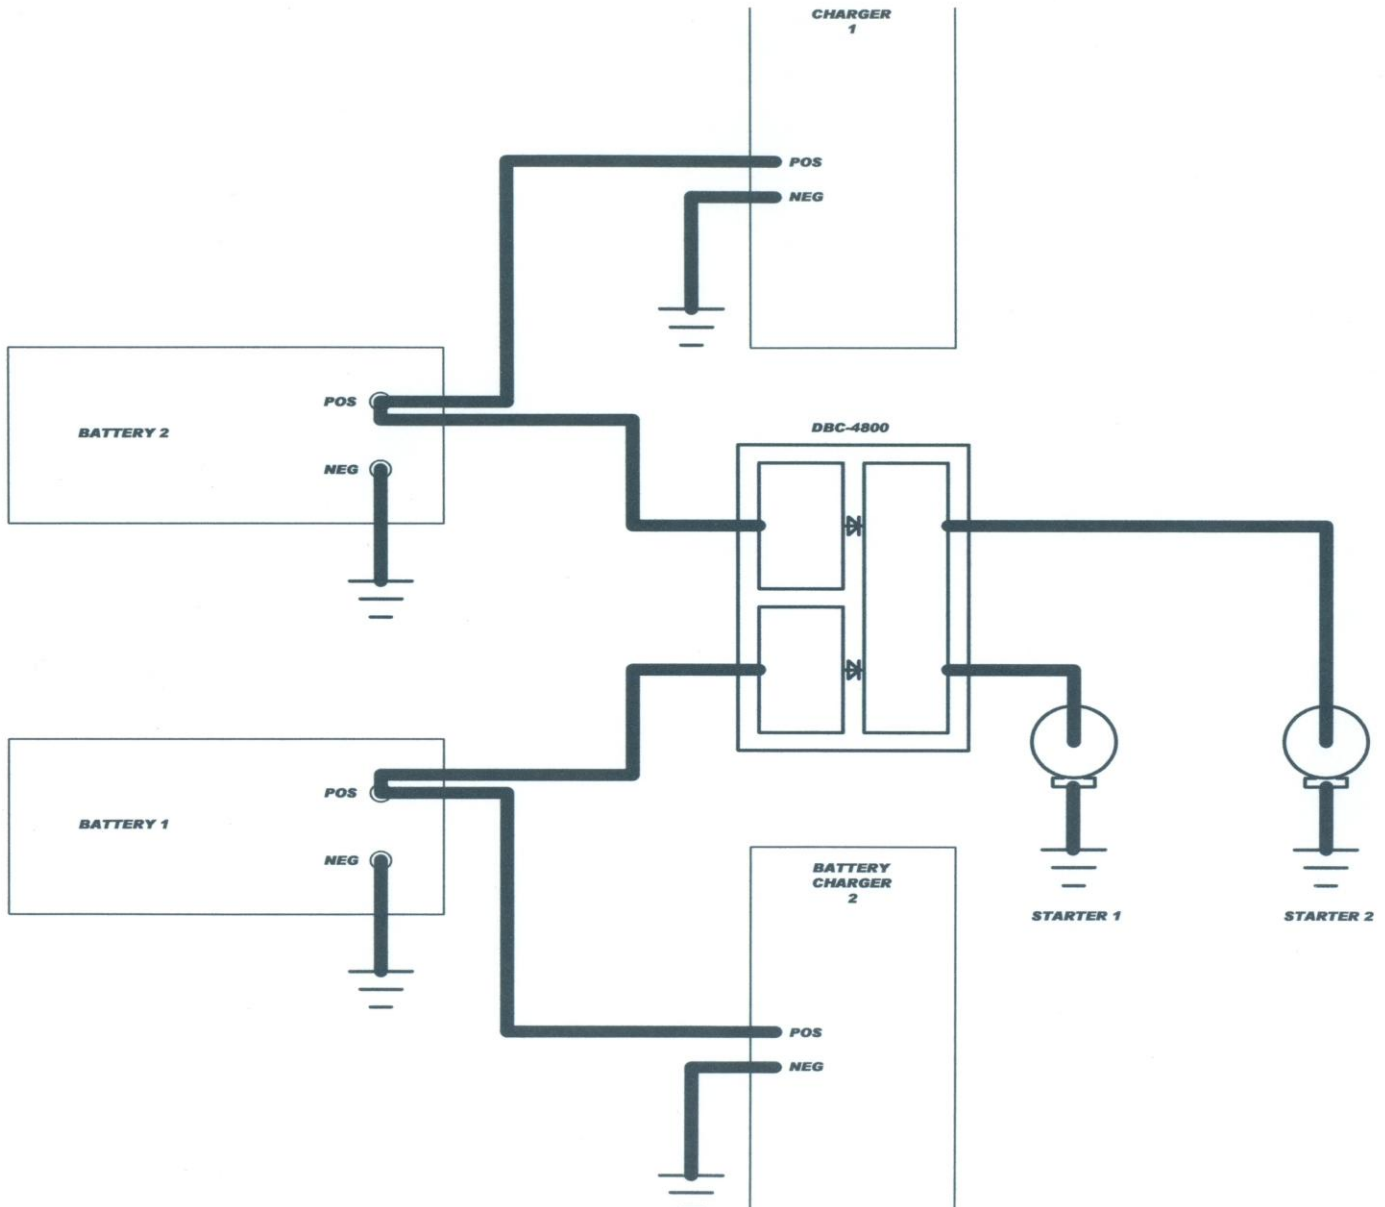 CHARGER
1
POS
NEG
POS
BATTERY 2
NEG
DBC-4800
POS
BATTERY 1
NEG
BATTERY
CHARGER
2
STARTER 1
STARTER 2
POS
NEG